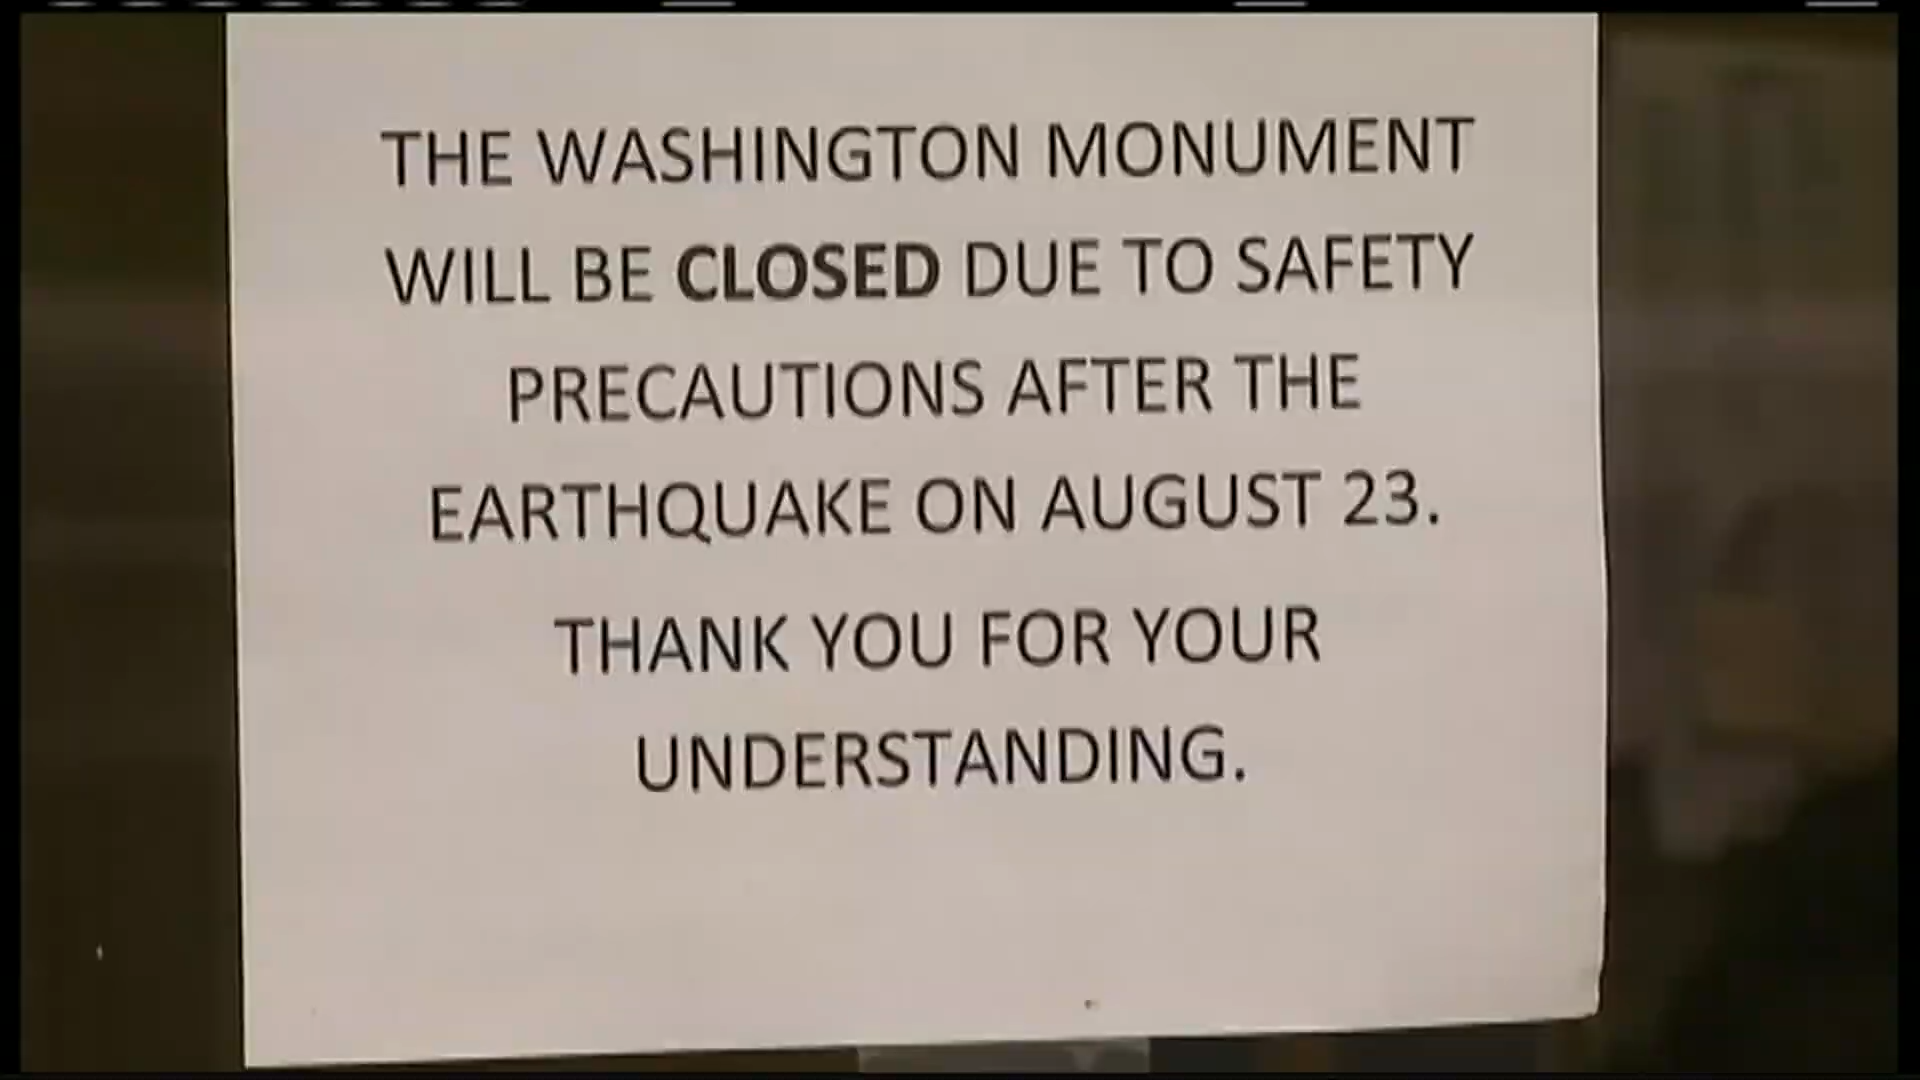 THE WASHINGTON MONUMENT
WILL BE CLOSED DUE TO SAFETY
PRECAUTIONS AFTER THE
EARTHQUAKE ON AUGUST 23.
THANK YOU FOR YOUR
UNDERSTANDING.